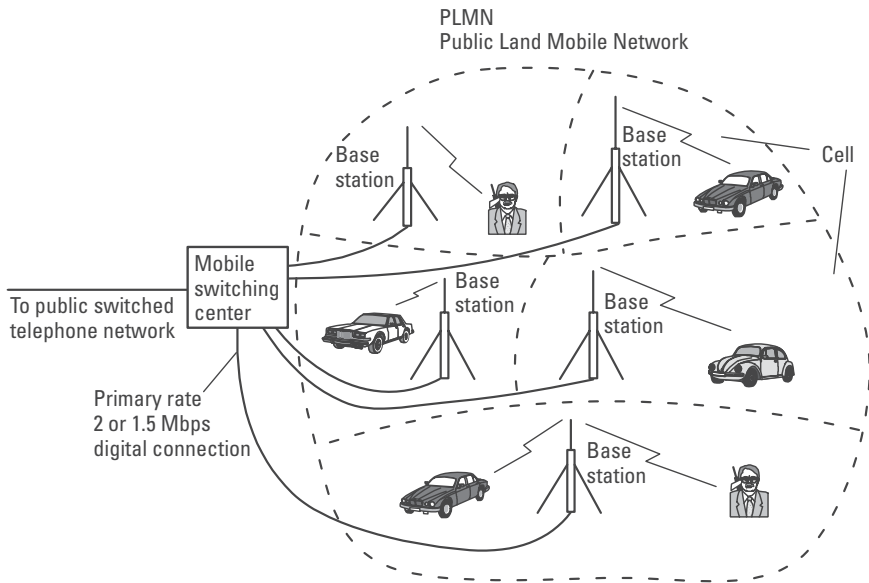 PLMN
Public Land Mobile Network
Base
station
Base
station
Cell
Mobile
switching
center
To public switched
telephone network
Base
station
Base
station
Primary rate
2 or 1.5 Mbps
digital connection
Base
station